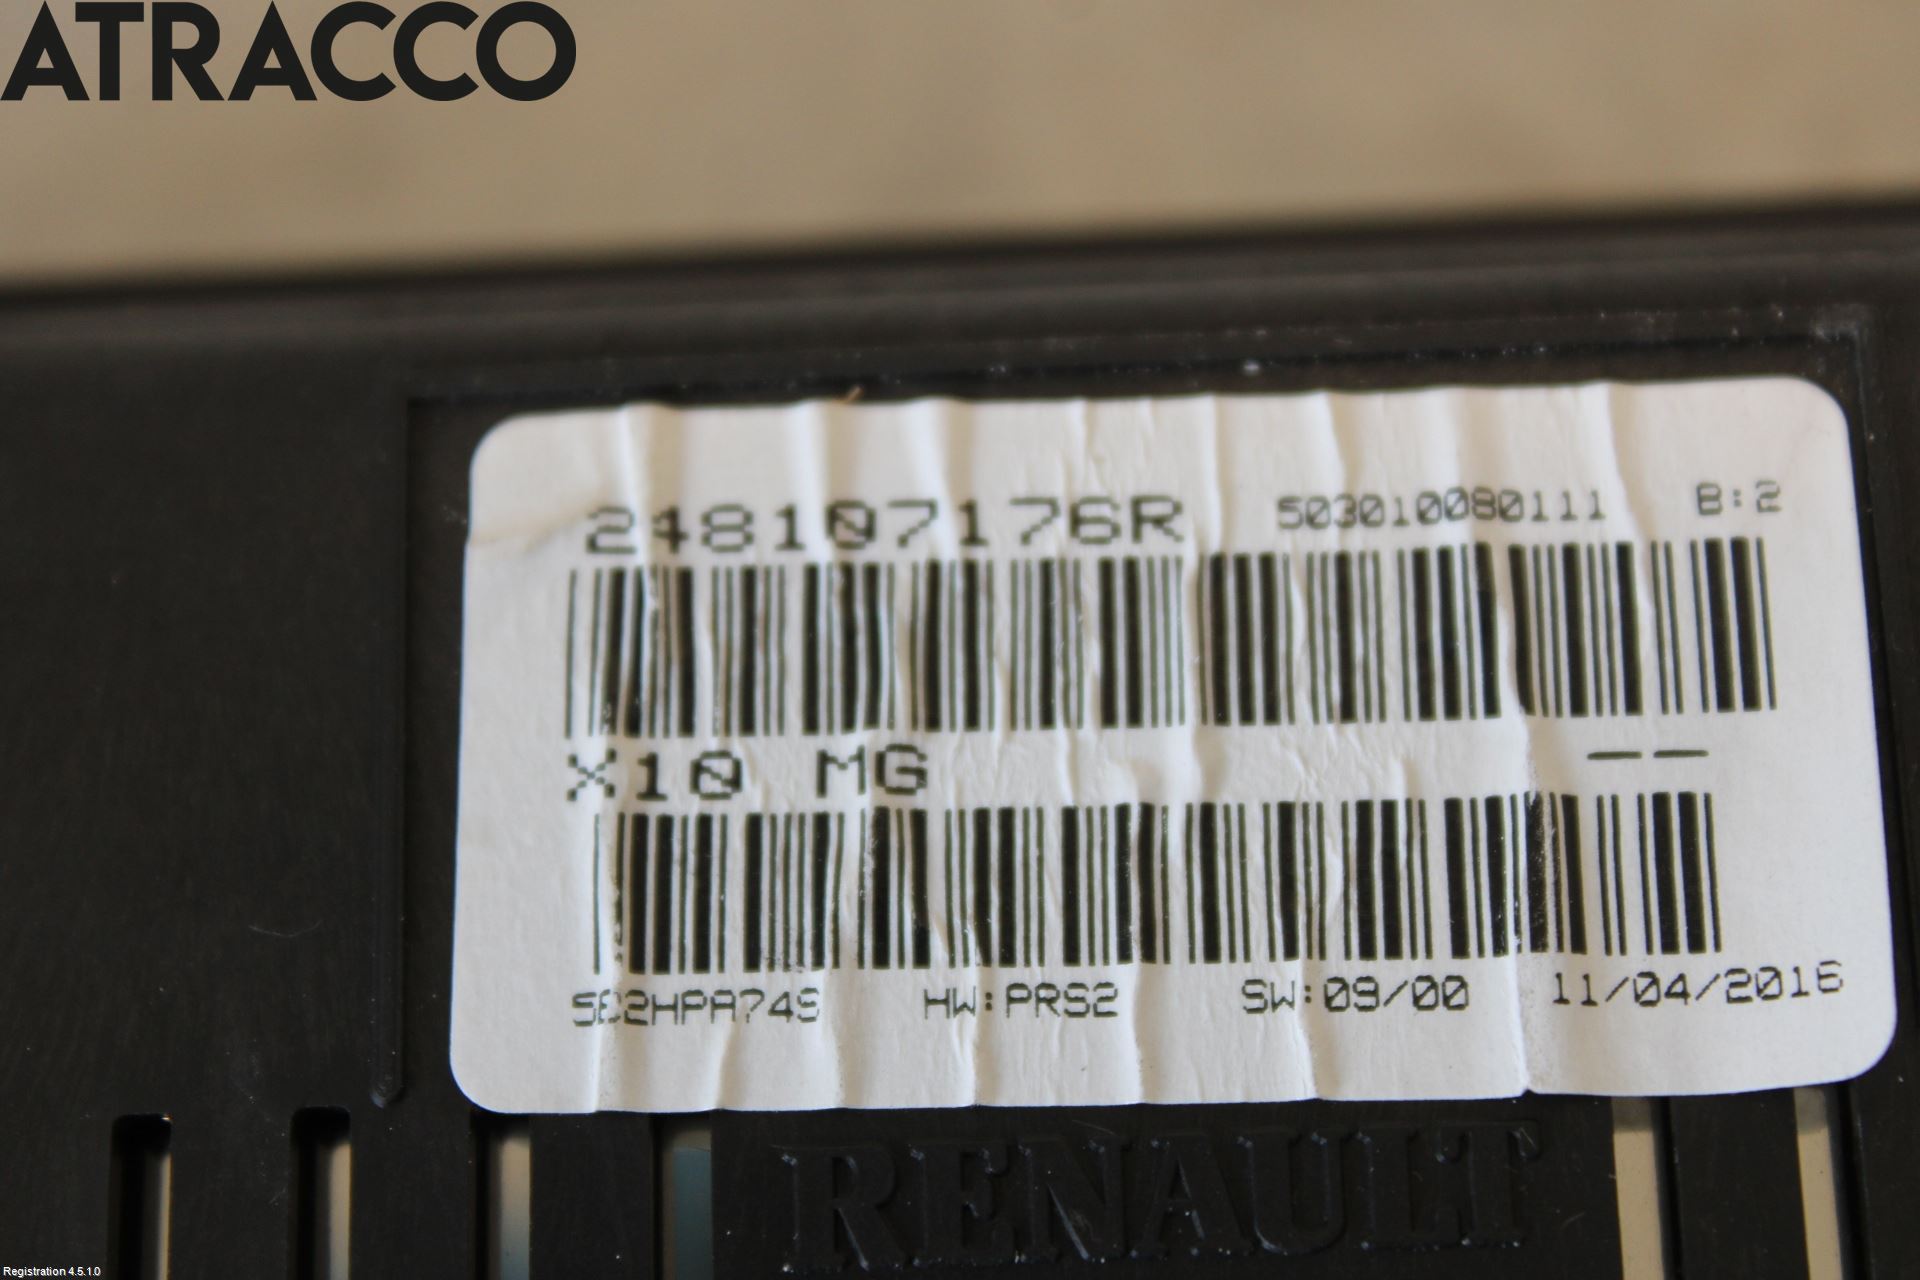 ATRACCO
248107176R 503010080111 B:2
X10 MG --
HW:PRS2 SW:09/00 11/04/2016
RENAULT
Registration 4.5.1.0